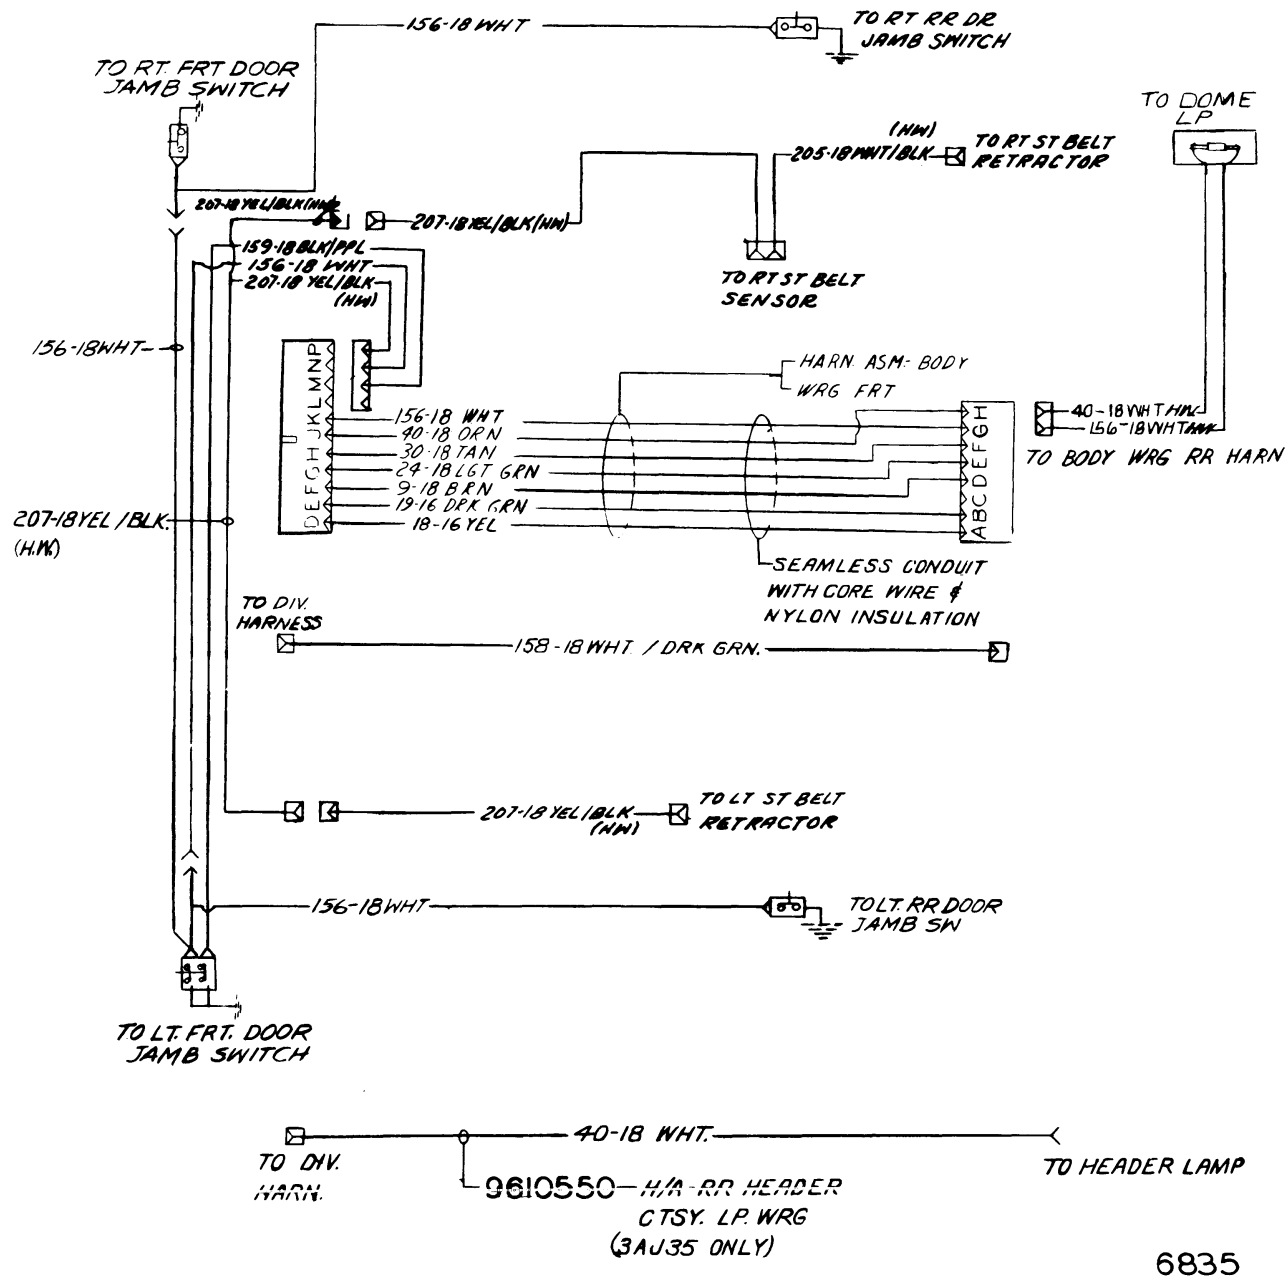 156-18 WHT
TO RT RR DR
JAMB SWITCH
TO RT. FRT DOOR
JAMB SWITCH
TO DOME
LP
(HW)
205-18 WHT/BLK
TO RT ST BELT
RETRACTOR
207-18 YEL/BLK(HW)
207-18 YEL/BLK(HW)
159-18 BLK/PPL
156-18 WHT
207-18 YEL/BLK
(HW)
TO RT ST BELT
SENSOR
156-18 WHT
HARN. ASM- BODY
WRG FRT
DEFGH JKLMNP
156-18 WHT
40-18 ORN
30-18 TAN
24-18 LGT GRN
9-18 BRN
19-16 DRK GRN
18-16 YEL
ABCDEFGH
40-18 WHT HW
156-18 WHT HW
TO BODY WRG RR HARN
207-18 YEL/BLK.
(H.W.)
SEAMLESS CONDUIT
WITH CORE WIRE &
NYLON INSULATION
TO DIV.
HARNESS
158-18 WHT. / DRK GRN.
207-18 YEL/BLK
(HW)
TO LT ST BELT
RETRACTOR
156-18 WHT
TO LT. RR DOOR
JAMB SW
TO LT. FRT. DOOR
JAMB SWITCH
40-18 WHT.
TO DIV.
HARN.
TO HEADER LAMP
9610550 - H/A-RR HEADER
CTSY. LP. WRG
(3AJ35 ONLY)
6835